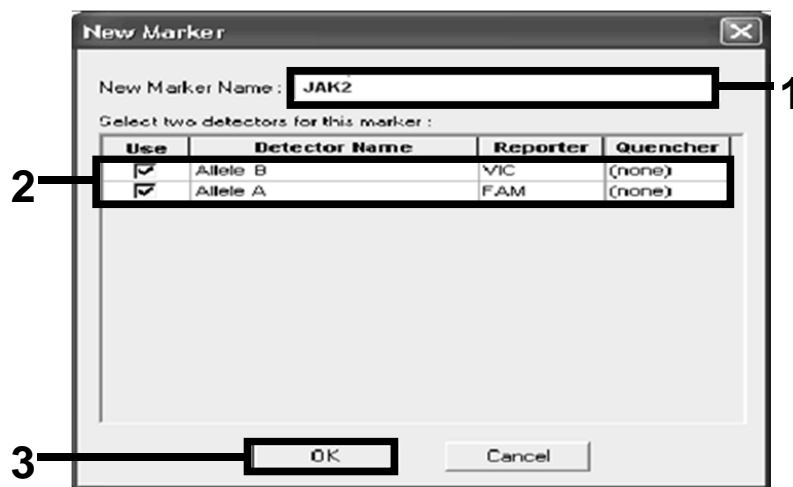 New Marker
New Marker Name : JAK2
1
Select two detectors for this marker :
Use Detector Name Reporter Quencher
2
Allele B VIC (none)
Allele A FAM (none)
3
OK Cancel